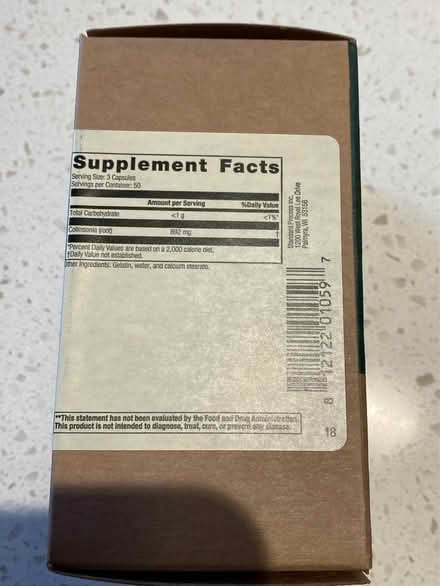 Supplement Facts
Serving Size: 3 Capsules
Servings per Container: 50
Amount per Serving %Daily Value
Total Carbohydrate <1 g <1%*
Collinsonia (root) 892 mg †
*Percent Daily Values are based on a 2,000 calorie diet.
†Daily Value not established.
Other Ingredients: Gelatin, water, and calcium stearate.
**This statement has not been evaluated by the Food and Drug Administration.
This product is not intended to diagnose, treat, cure, or prevent any disease.
Standard Process Inc.
1200 West Royal Lee Drive
Palmyra, WI 53156
8 12122 01059 7
18